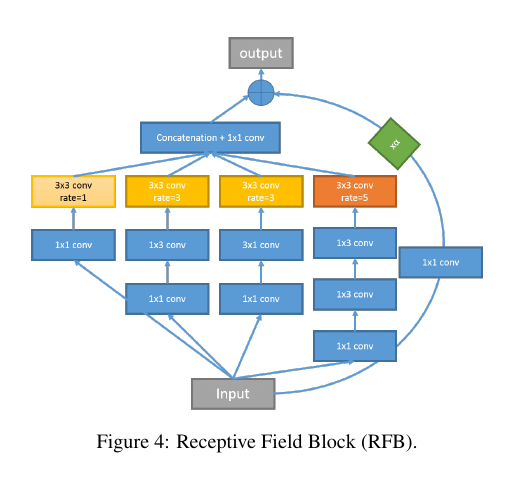 output
Concatenation + 1x1 conv
xα
3x3 conv
rate=1
3x3 conv
rate=3
3x3 conv
rate=3
3x3 conv
rate=5
1x1 conv
1x3 conv
3x1 conv
1x3 conv
1x1 conv
1x1 conv
1x1 conv
1x3 conv
1x1 conv
Input
Figure 4: Receptive Field Block (RFB).